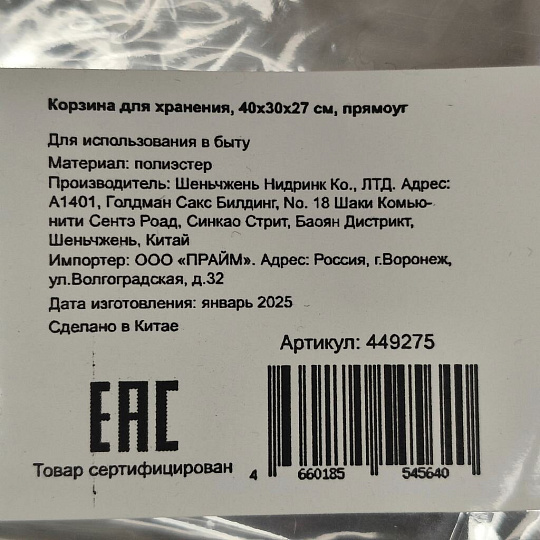 Корзина для хранения, 40х30х27 см, прямоуг
Для использования в быту
Материал: полиэстер
Производитель: Шеньчжень Нидринк Ко., ЛТД. Адрес:
А1401, Голдман Сакс Билдинг, No. 18 Шаки Комью-
нити Сентэ Роад, Синкао Стрит, Баоян Дистрикт,
Шеньчжень, Китай
Импортер: ООО «ПРАЙМ». Адрес: Россия, г.Воронеж,
ул.Волгоградская, д.32
Дата изготовления: январь 2025
Сделано в Китае
Артикул: 449275
EAC
Товар сертифицирован
4 660185 545640